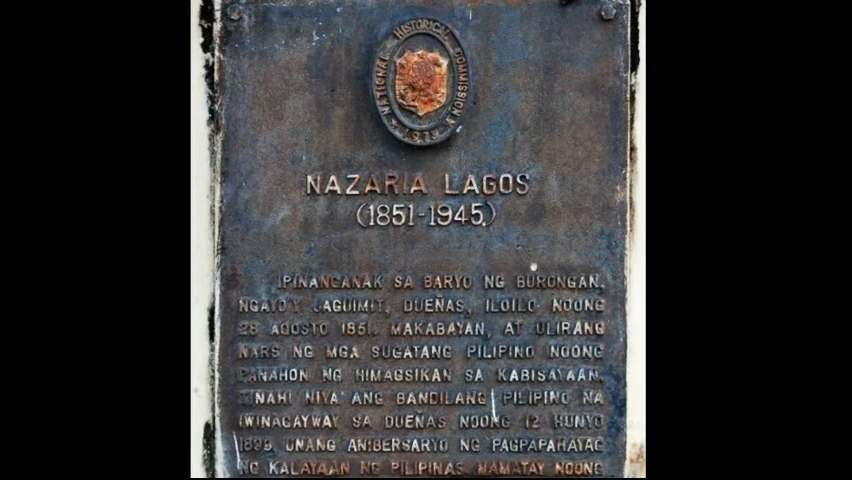 NATIONAL HISTORICAL COMMISSION
NAZARIA LAGOS
(1851-1945)
IPINANGANAK SA BARYO NG BURONGAN,
NGAYO'Y JAGUIMIT, DUEÑAS, ILOILO NOONG
28 AGOSTO 1851. MAKABAYAN, AT ULIRANG
NARS NG MGA SUGATANG PILIPINO NOONG
PANAHON NG HIMAGSIKAN SA KABISAYAAN.
TINAHI NIYA ANG BANDILANG PILIPINO NA
IWINAGAYWAY SA DUEÑAS NOONG 12 HUNYO
1899, UNANG ANIBERSARYO NG PAGPAPAHAYAG
NG KALAYAAN NG PILIPINAS. NAMATAY NOONG